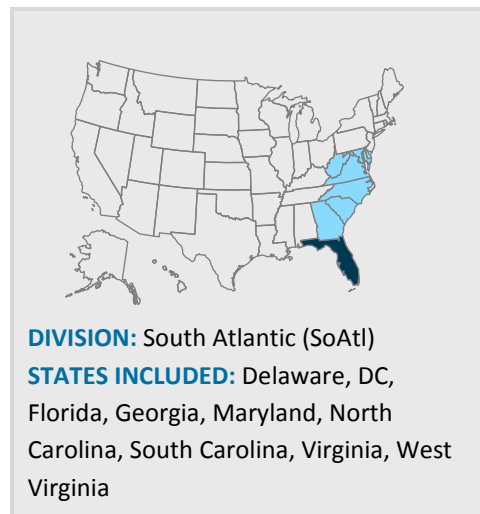 DIVISION: South Atlantic (SoAtl)
STATES INCLUDED: Delaware, DC,
Florida, Georgia, Maryland, North
Carolina, South Carolina, Virginia, West
Virginia